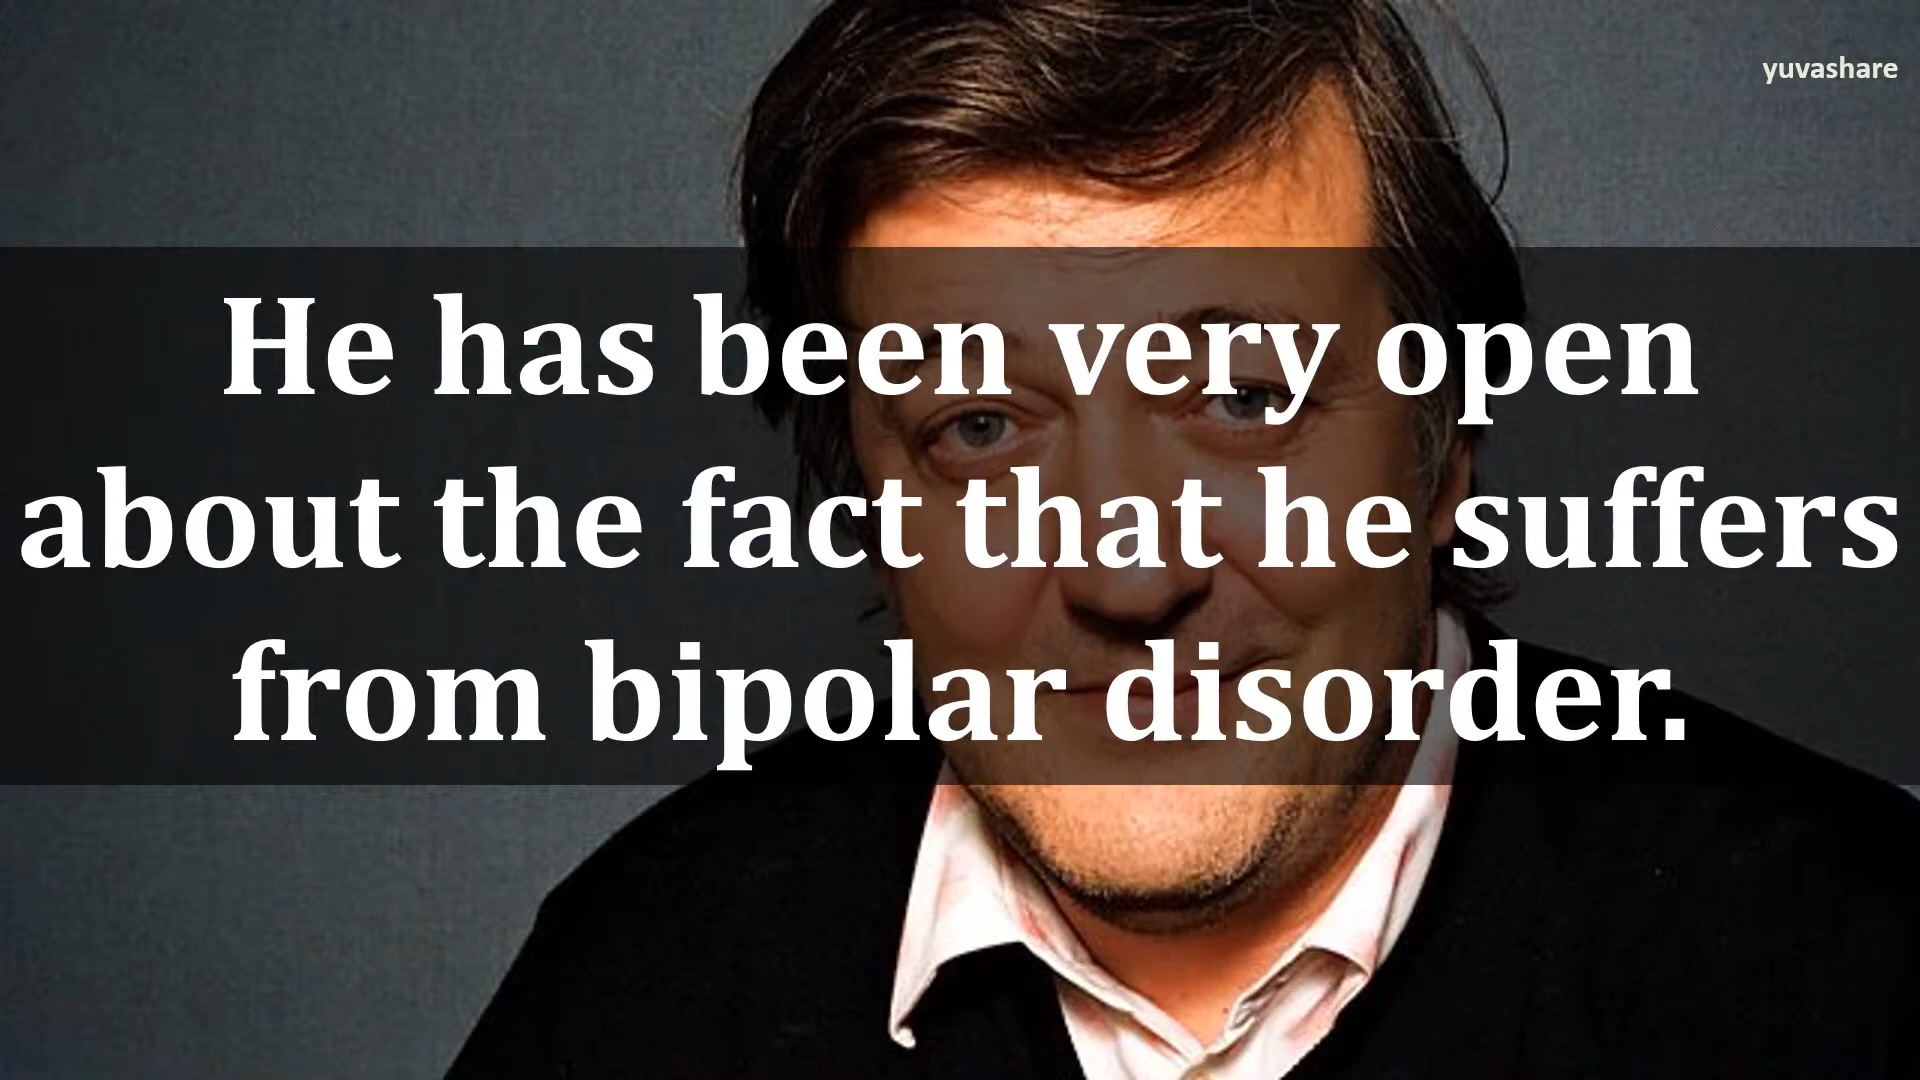 yuvashare
He has been very open
about the fact that he suffers
from bipolar disorder.